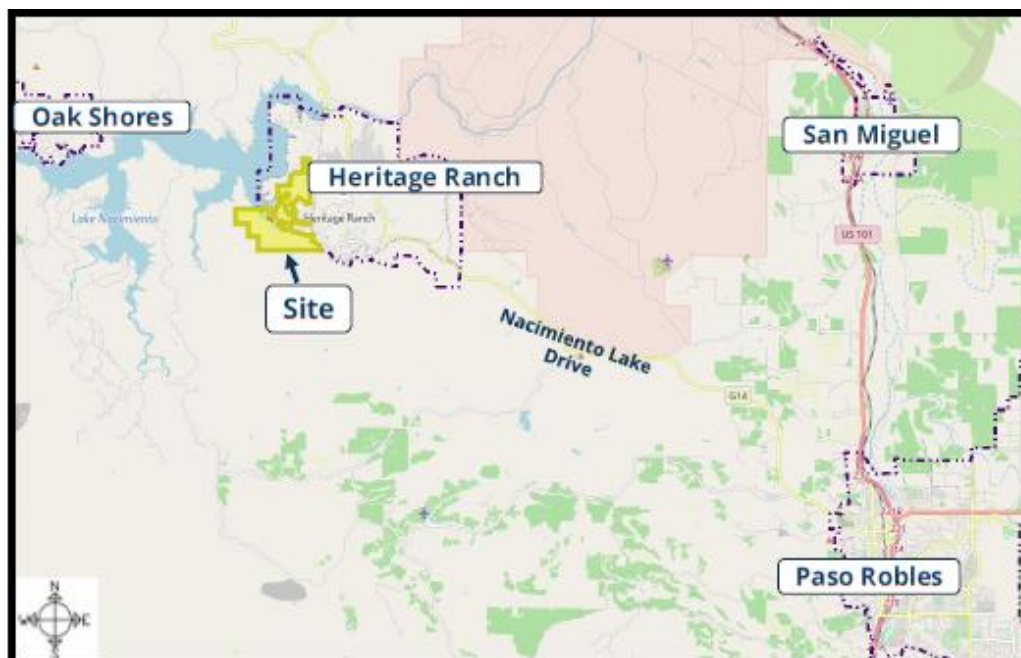 Oak Shores
San Miguel
Heritage Ranch
Lake Nacimiento
Heritage Ranch
US 101
Site
Nacimiento Lake
Drive
G14
Paso Robles
N
W E
S